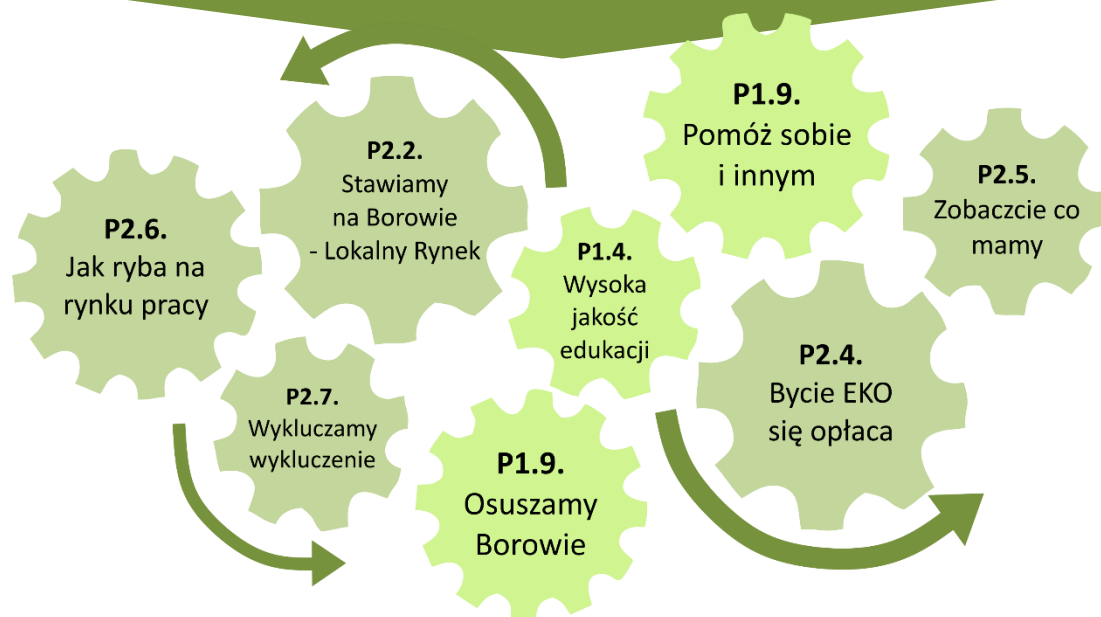 P2.6.
Jak ryba na
rynku pracy
P2.2.
Stawiamy
na Borowie
- Lokalny Rynek
P2.7.
Wykluczamy
wykluczenie
P1.9.
Pomóż sobie
i innym
P1.4.
Wysoka
jakość
edukacji
P1.9.
Osuszamy
Borowie
P2.5.
Zobaczcie co
mamy
P2.4.
Bycie EKO
się opłaca